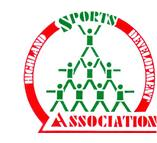 HIGHLAND
SPORTS
DEVELOPMENT
ASSOCIATION